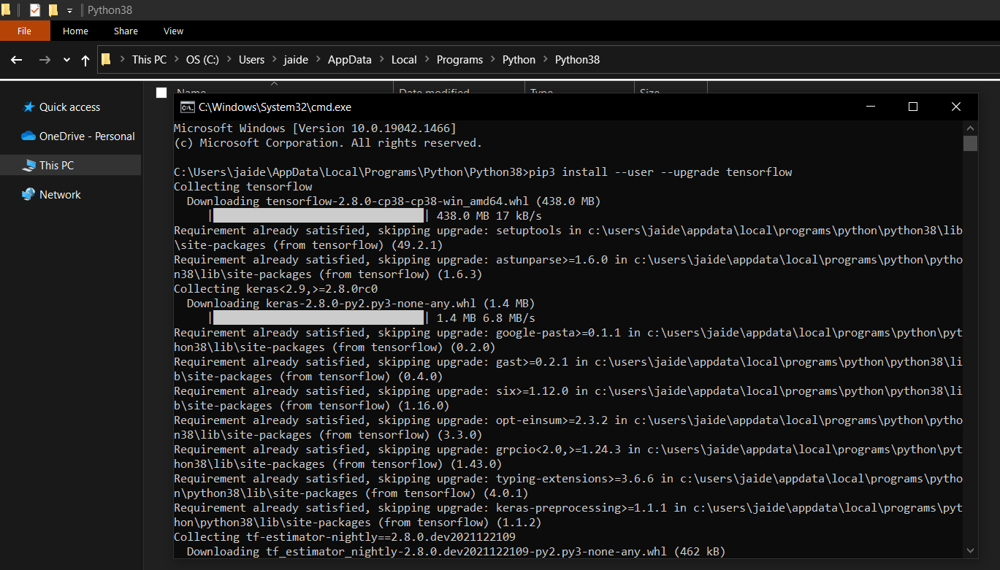 Python38
File Home Share View
This PC OS (C:) Users jaide AppData Local Programs Python Python38
Name Date modified Type Size
Quick access
OneDrive - Personal
This PC
Network
C:\Windows\System32\cmd.exe
Microsoft Windows [Version 10.0.19042.1466]
(c) Microsoft Corporation. All rights reserved.
C:\Users\jaide\AppData\Local\Programs\Python\Python38>pip3 install --user --upgrade tensorflow
Collecting tensorflow
Downloading tensorflow-2.8.0-cp38-cp38-win_amd64.whl (438.0 MB)
| | 438.0 MB 17 kB/s
Requirement already satisfied, skipping upgrade: setuptools in c:\users\jaide\appdata\local\programs\python\python38\lib
\site-packages (from tensorflow) (49.2.1)
Requirement already satisfied, skipping upgrade: astunparse>=1.6.0 in c:\users\jaide\appdata\local\programs\python\pytho
n38\lib\site-packages (from tensorflow) (1.6.3)
Collecting keras<2.9,>=2.8.0rc0
Downloading keras-2.8.0-py2.py3-none-any.whl (1.4 MB)
| | 1.4 MB 6.8 MB/s
Requirement already satisfied, skipping upgrade: google-pasta>=0.1.1 in c:\users\jaide\appdata\local\programs\python\pyt
hon38\lib\site-packages (from tensorflow) (0.2.0)
Requirement already satisfied, skipping upgrade: gast>=0.2.1 in c:\users\jaide\appdata\local\programs\python\python38\li
b\site-packages (from tensorflow) (0.4.0)
Requirement already satisfied, skipping upgrade: six>=1.12.0 in c:\users\jaide\appdata\local\programs\python\python38\li
b\site-packages (from tensorflow) (1.16.0)
Requirement already satisfied, skipping upgrade: opt-einsum>=2.3.2 in c:\users\jaide\appdata\local\programs\python\pytho
n38\lib\site-packages (from tensorflow) (3.3.0)
Requirement already satisfied, skipping upgrade: grpcio<2.0,>=1.24.3 in c:\users\jaide\appdata\local\programs\python\pyt
hon38\lib\site-packages (from tensorflow) (1.43.0)
Requirement already satisfied, skipping upgrade: typing-extensions>=3.6.6 in c:\users\jaide\appdata\local\programs\pytho
n\python38\lib\site-packages (from tensorflow) (4.0.1)
Requirement already satisfied, skipping upgrade: keras-preprocessing>=1.1.1 in c:\users\jaide\appdata\local\programs\pyt
hon\python38\lib\site-packages (from tensorflow) (1.1.2)
Collecting tf-estimator-nightly==2.8.0.dev2021122109
Downloading tf_estimator_nightly-2.8.0.dev2021122109-py2.py3-none-any.whl (462 kB)